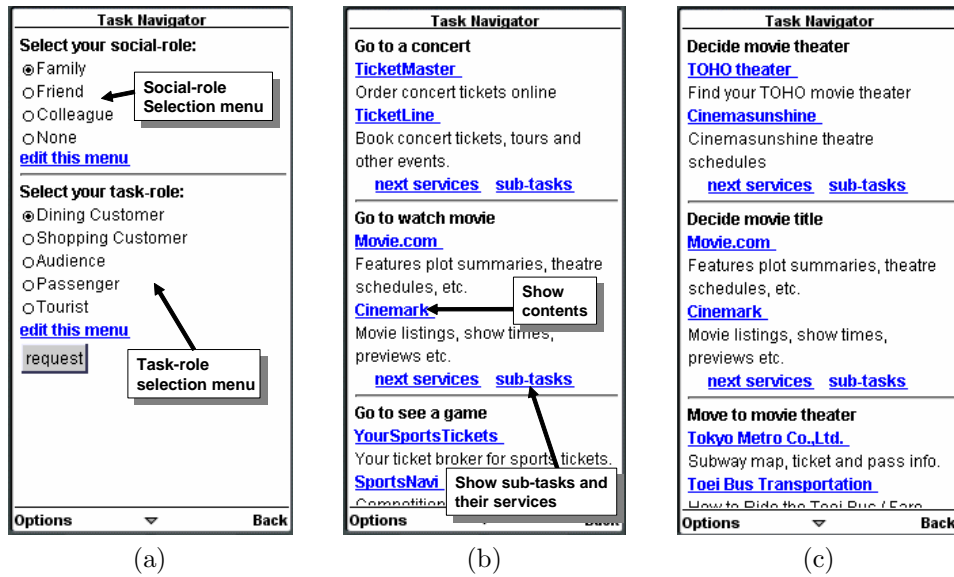 Task Navigator
Select your social-role:
Family
Friend
Colleague
None
edit this menu
Social-role
Selection menu
Select your task-role:
Dining Customer
Shopping Customer
Audience
Passenger
Tourist
edit this menu
request
Task-role
selection menu
Options
Back
(a)
Task Navigator
Go to a concert
TicketMaster
Order concert tickets online
TicketLine
Book concert tickets, tours and
other events.
next services sub-tasks
Go to watch movie
Movie.com
Features plot summaries, theatre
schedules, etc.
Cinemark
Show
contents
Movie listings, show times,
previews etc.
next services sub-tasks
Go to see a game
YourSportsTickets
Your ticket broker for sports tickets.
SportsNavi
Show sub-tasks and
their services
Options
Back
(b)
Task Navigator
Decide movie theater
TOHO theater
Find your TOHO movie theater
Cinemasunshine
Cinemasunshine theatre
schedules
next services sub-tasks
Decide movie title
Movie.com
Features plot summaries, theatre
schedules, etc.
Cinemark
Movie listings, show times,
previews etc.
next services sub-tasks
Move to movie theater
Tokyo Metro Co.,Ltd.
Subway map, ticket and pass info.
Toei Bus Transportation
How to Ride the Toei Bus / Fare
Options
Back
(c)